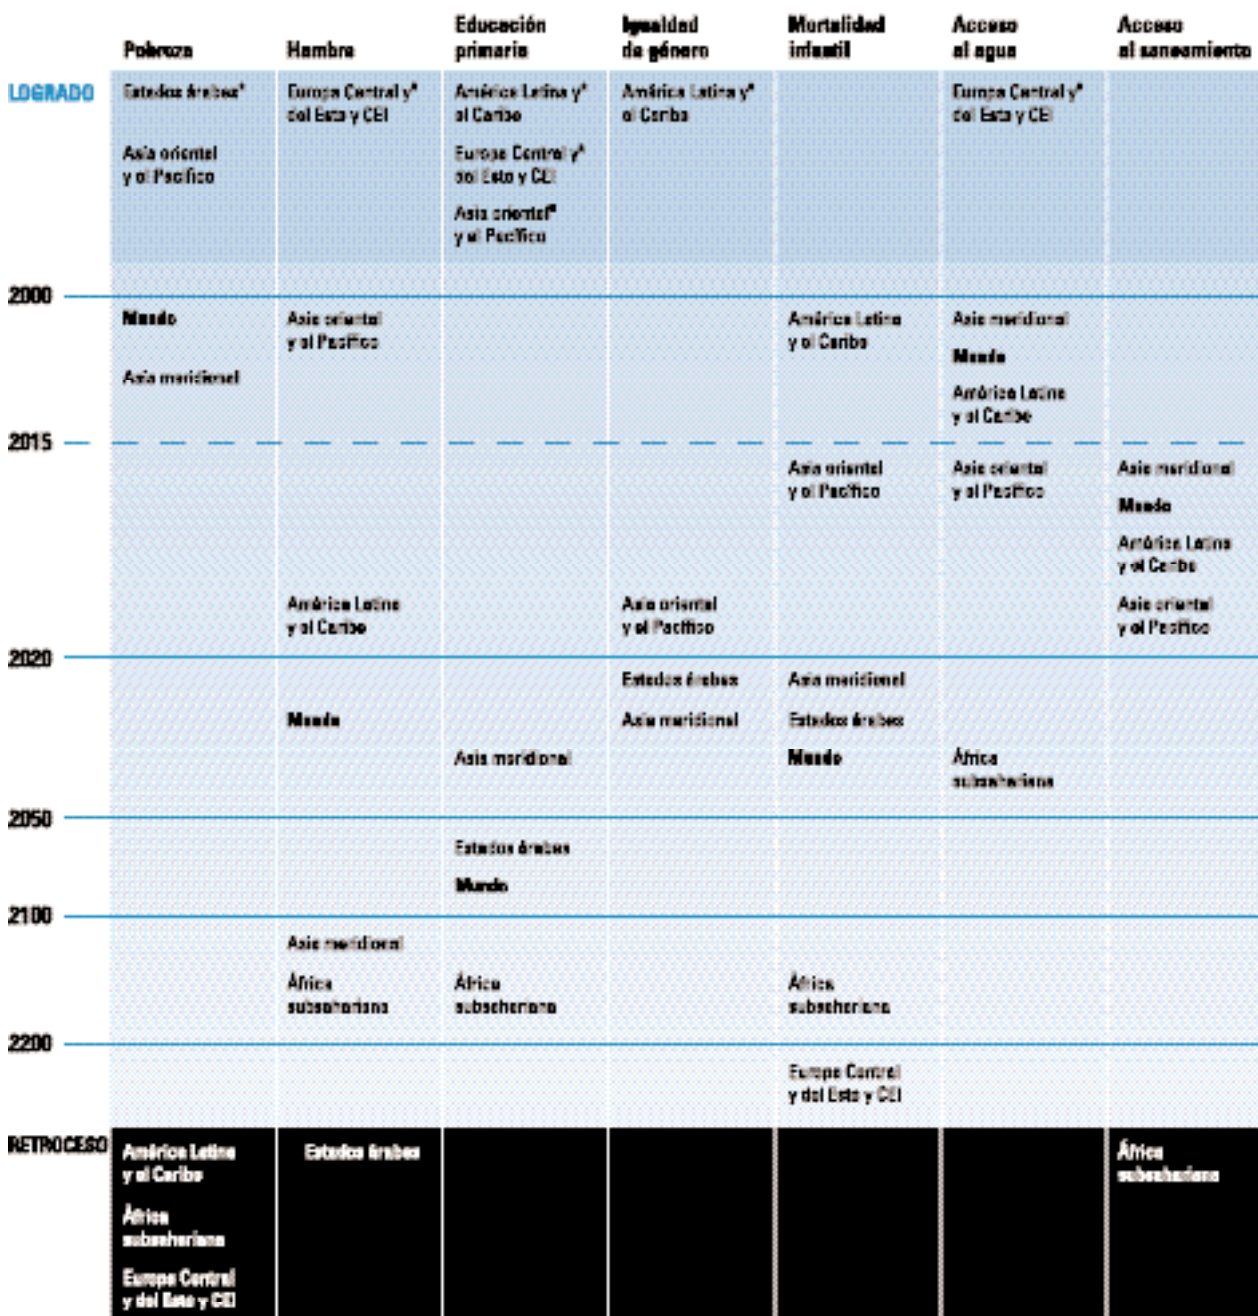 Pobreza
Hambre
Educación
primaria
Igualdad
de género
Mortalidad
infantil
Acceso
al agua
Acceso
al saneamiento
LOGRADO
Estados Árabes*
Asia oriental
y el Pacífico
Europa Central y*
del Este y CEI
América Latina y*
el Caribe
Europa Central y*
del Este y CEI
Asia oriental*
y el Pacífico
América Latina y*
el Caribe
Europa Central y*
del Este y CEI
2000
Mundo
Asia meridional
Asia oriental
y el Pacífico
América Latina
y el Caribe
Asia meridional
Mundo
América Latina
y el Caribe
2015
América Latina
y el Caribe
Asia oriental
y el Pacífico
Asia oriental
y el Pacífico
Asia oriental
y el Pacífico
Asia meridional
Mundo
América Latina
y el Caribe
Asia oriental
y el Pacífico
2020
Mundo
Asia meridional
Estados Árabes
Asia meridional
Asia meridional
Estados Árabes
Mundo
África
subsahariana
2050
Estados Árabes
Mundo
2100
Asia meridional
África
subsahariana
África
subsahariana
África
subsahariana
2200
Europa Central
y del Este y CEI
RETROCESO
América Latina
y el Caribe
África
subsahariana
Europa Central
y del Este y CEI
Estados Árabes
África
subsahariana